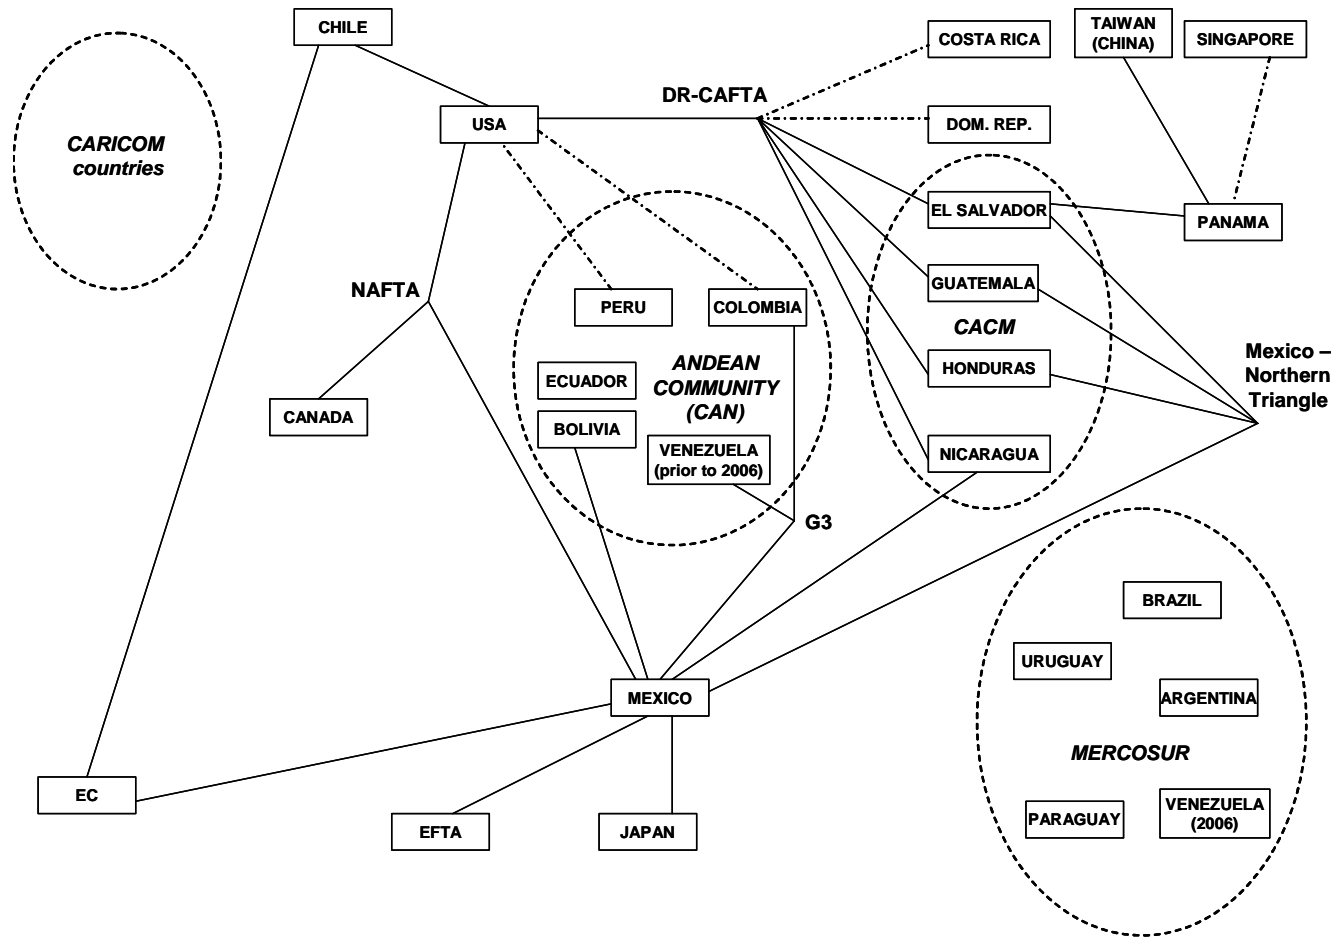 CHILE
COSTA RICA
TAIWAN
(CHINA)
SINGAPORE
DR-CAFTA
USA
DOM. REP.
CARICOM
countries
EL SALVADOR
PANAMA
NAFTA
PERU
COLOMBIA
GUATEMALA
CACM
ANDEAN
COMMUNITY
(CAN)
ECUADOR
HONDURAS
Mexico –
Northern
Triangle
CANADA
BOLIVIA
VENEZUELA
(prior to 2006)
NICARAGUA
G3
BRAZIL
URUGUAY
MEXICO
ARGENTINA
MERCOSUR
EC
EFTA
JAPAN
PARAGUAY
VENEZUELA
(2006)